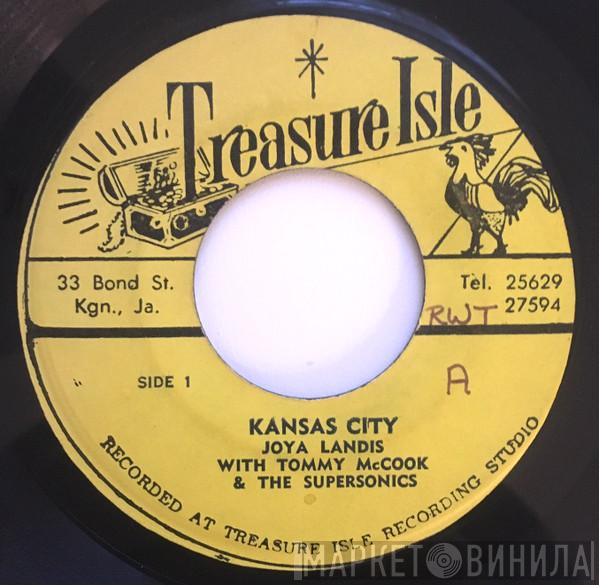 Treasure Isle
33 Bond St.
Kgn., Ja.
Tèl. 25629
27594
RWT
SIDE 1
A
KANSAS CITY
JOYA LANDIS
WITH TOMMY McCOOK
& THE SUPERSONICS
RECORDED AT TREASURE ISLE RECORDING STUDIO
МАРКЕТ ВИНИЛА